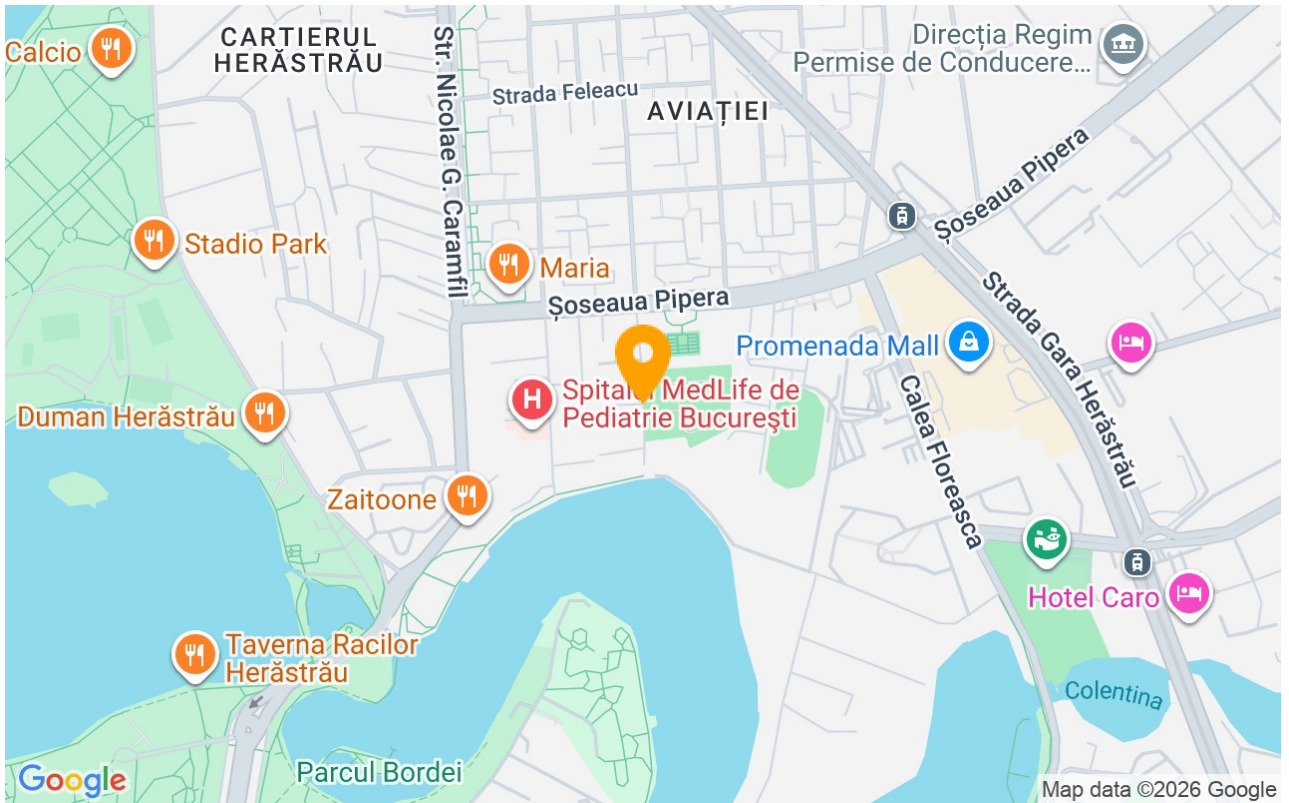 Calcio
CARTIERUL
HERĂSTRĂU
Str. Nicolae G. Caramfil
Strada Feleacu
AVIAȚIEI
Direcția Regim
Permise de Conducere...
Șoseaua Pipera
Stadio Park
Maria
Șoseaua Pipera
Strada Gara Herăstrău
Promenada Mall
Calea Floreasca
Spitalul MedLife de
Pediatrie București
Duman Herăstrău
Zaitoone
Hotel Caro
Taverna Racilor
Herăstrău
Colentina
Parcul Bordei
Google
Map data ©2026 Google